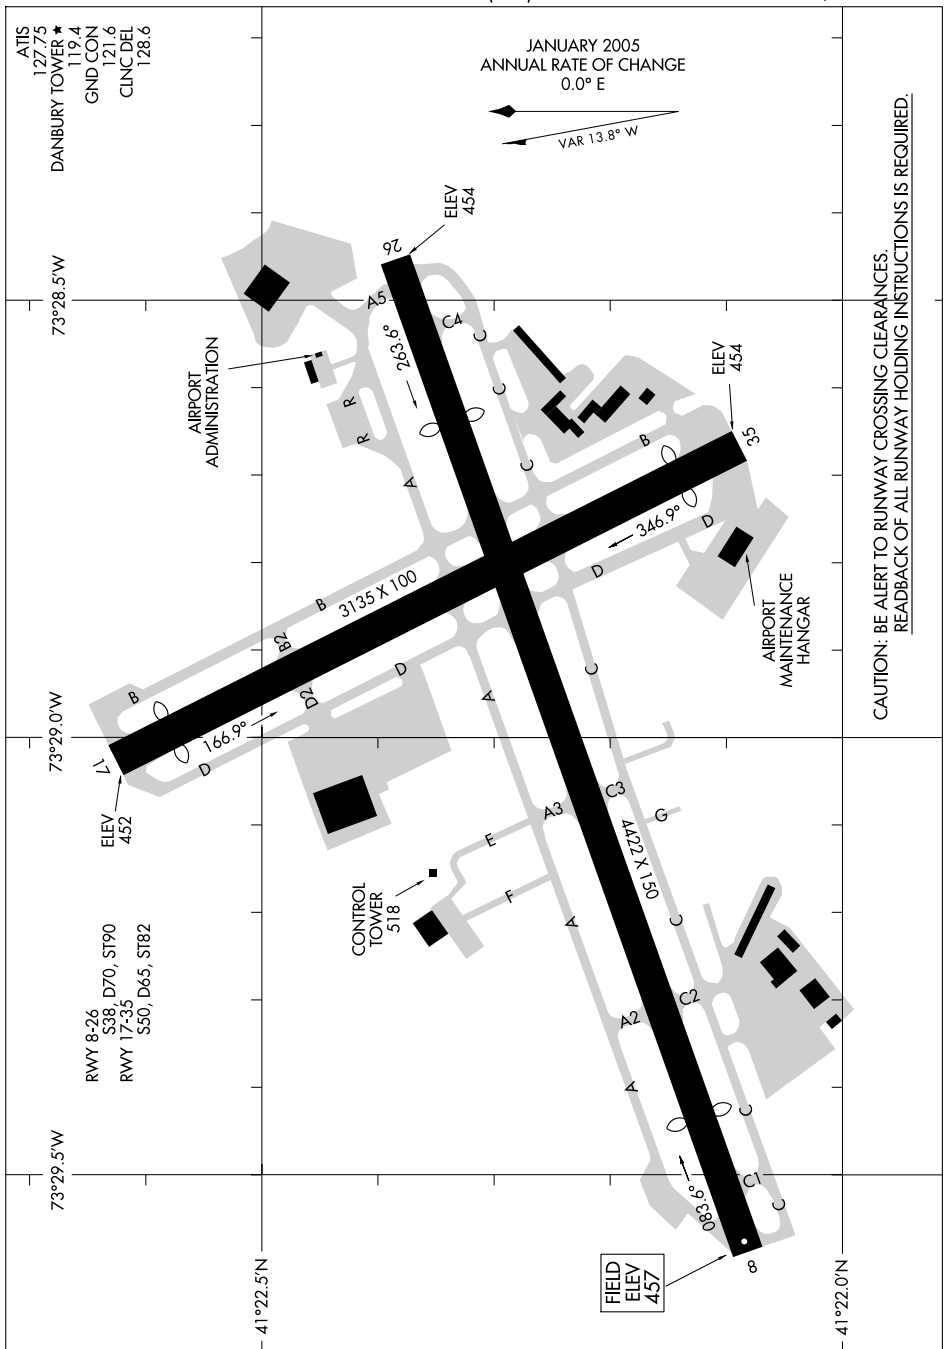 ATIS
127.75
DANBURY TOWER ★
119.4
GND CON
121.6
CLNC DEL
128.6
JANUARY 2005
ANNUAL RATE OF CHANGE
0.0° E
VAR 13.8° W
73°28.5'W
73°29.0'W
73°29.5'W
41°22.5'N
41°22.0'N
AIRPORT
ADMINISTRATION
ELEV
454
26
A5
263.6°
C4
C
C
C
R
R
A
ELEV
454
35
B
346.9°
D
D
AIRPORT
MAINTENANCE
HANGAR
3135 X 100
B
B2
B
D2
D
D
166.9°
17
ELEV
452
A
C
A3
C3
G
E
F
CONTROL
TOWER
518
4422 X 150
A
C
A2
C2
A
C
RWY 8-26
S38, D70, ST90
RWY 17-35
S50, D65, ST82
083.6°
C1
C
8
FIELD
ELEV
457
CAUTION: BE ALERT TO RUNWAY CROSSING CLEARANCES.
READBACK OF ALL RUNWAY HOLDING INSTRUCTIONS IS REQUIRED.